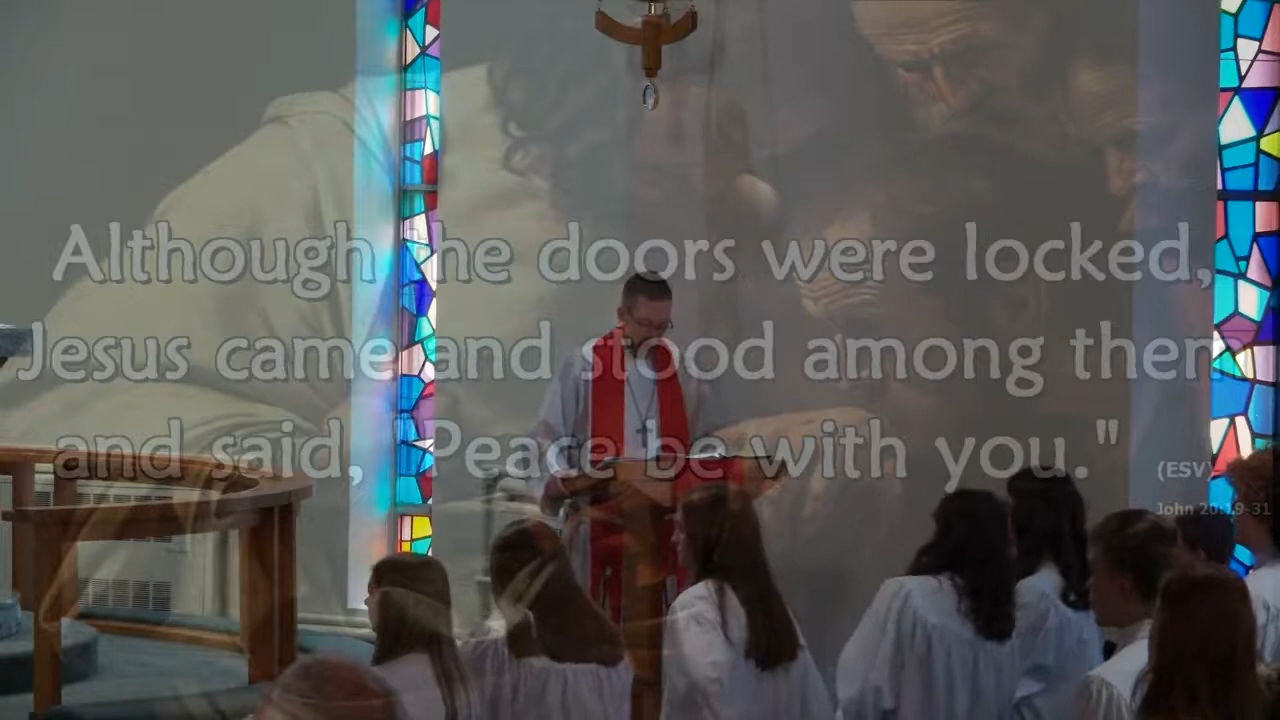 Although the doors were locked,
Jesus came and stood among them
and said, "Peace be with you."
(ESV)
John 20:19-31